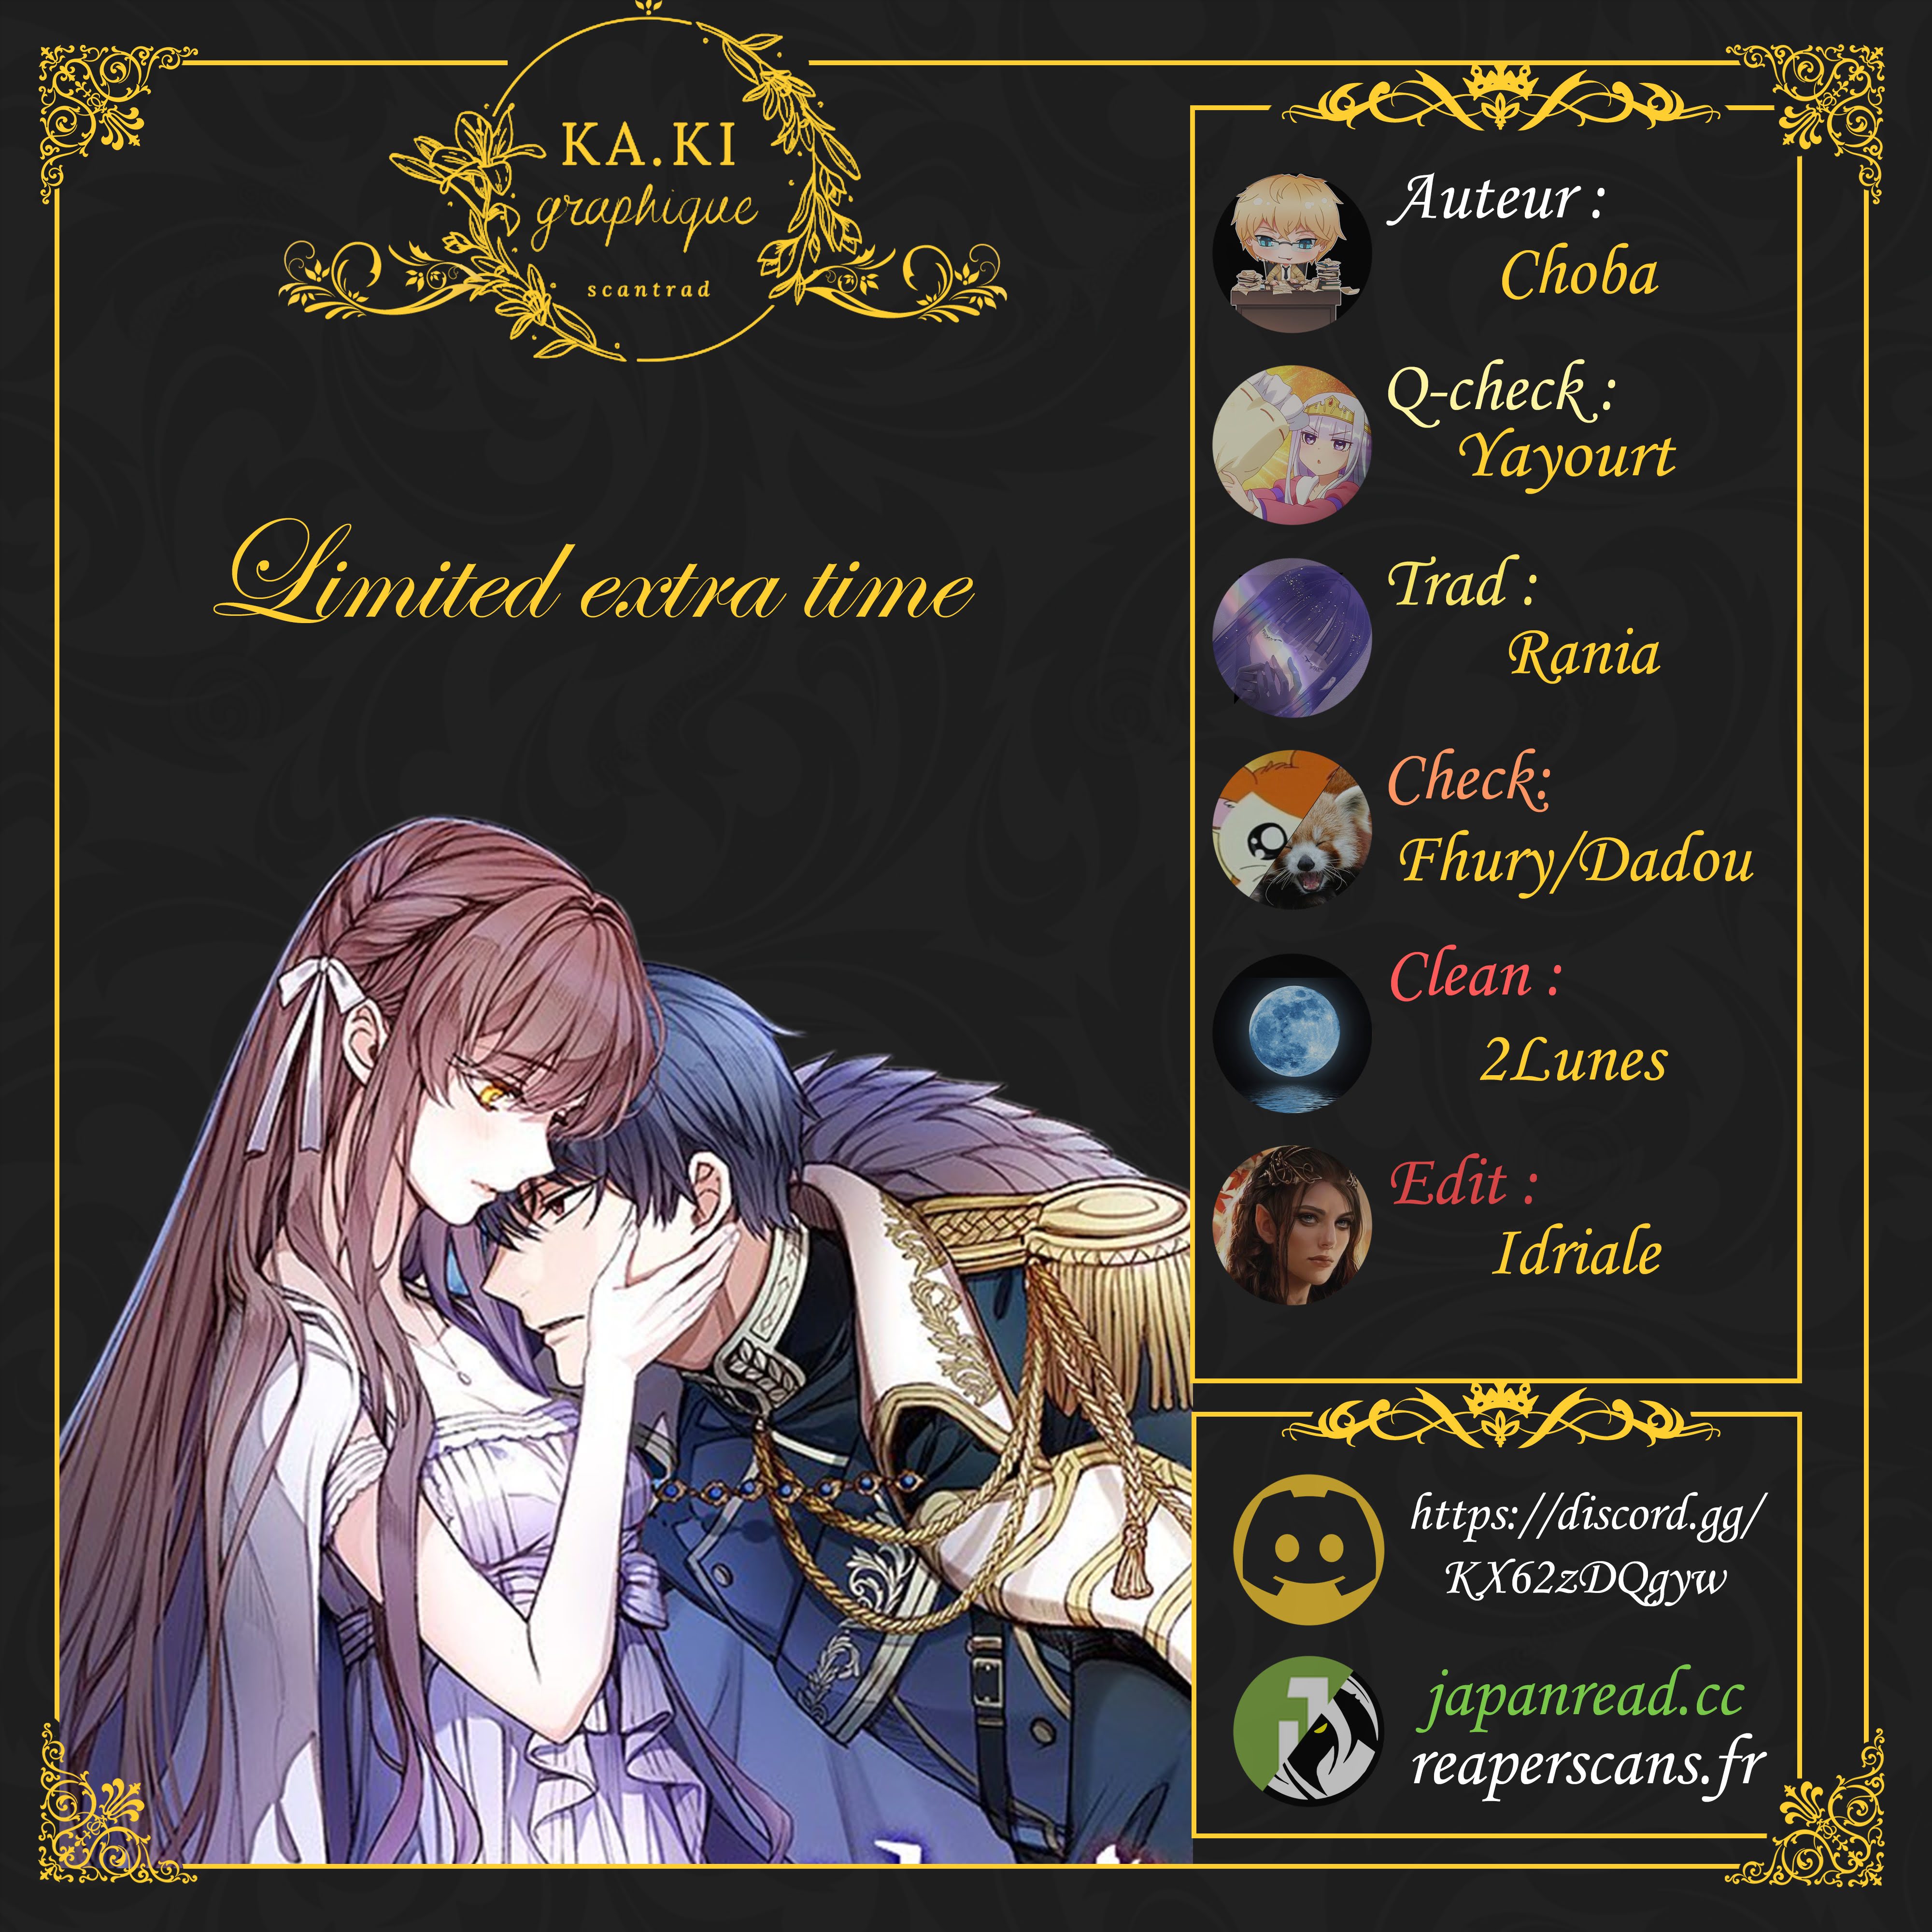 KA.KI
graphique
scantrad
Limited extra time
Auteur :
Choba
Q-check :
Yayourt
Trad :
Rania
Check:
Fhury/Dadou
Clean :
2Lunes
Edit :
Idriale
https://discord.gg/
KX62zDQgyw
japanread.cc
reaperscans.fr